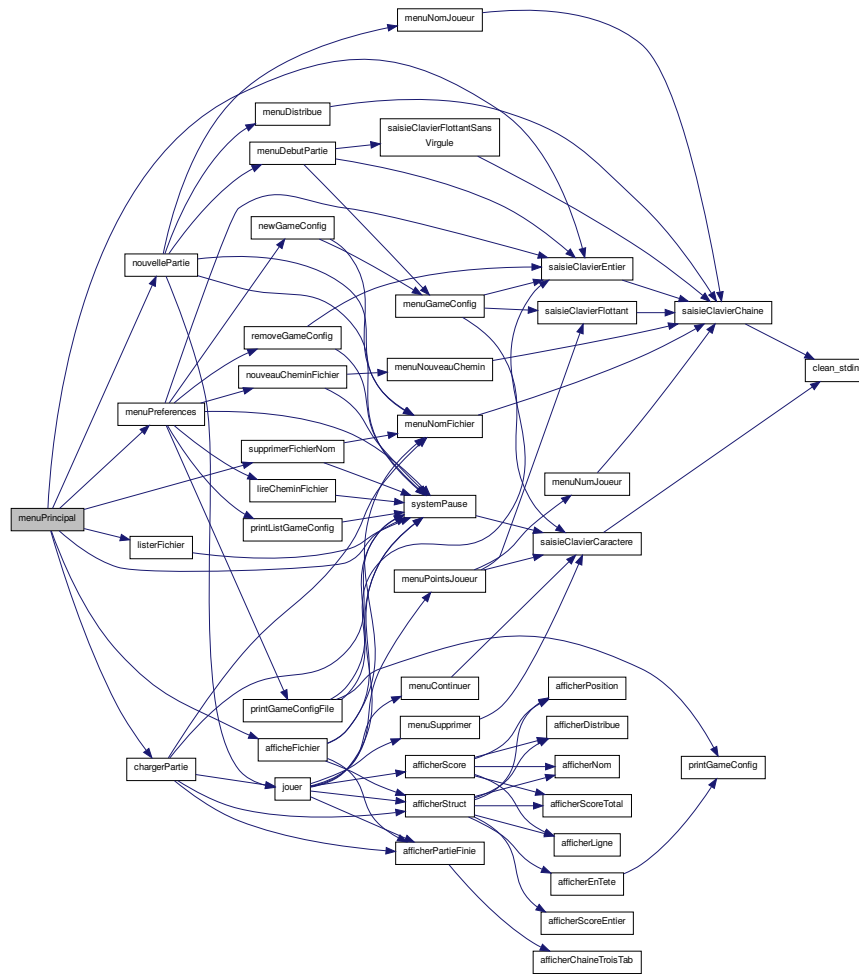 menuNomJoueur
menuDistribue
saisieClavierFlottantSans
Virgule
menuDebutPartie
newGameConfig
nouvellePartie
saisieClavierEntier
menuGameConfig
saisieClavierFlottant
saisieClavierChaine
removeGameConfig
nouveauCheminFichier
menuNouveauChemin
clean_stdin
menuPreferences
menuNomFichier
supprimerFichierNom
lireCheminFichier
menuNumJoueur
systemPause
menuPrincipal
printListGameConfig
listerFichier
saisieClavierCaractere
menuPointsJoueur
menuContinuer
afficherPosition
printGameConfigFile
menuSupprimer
afficherDistribue
afficheFichier
chargerPartie
afficherScore
afficherNom
printGameConfig
jouer
afficherStruct
afficherScoreTotal
afficherLigne
afficherPartieFinie
afficherEnTete
afficherScoreEntier
afficherChaineTroisTab